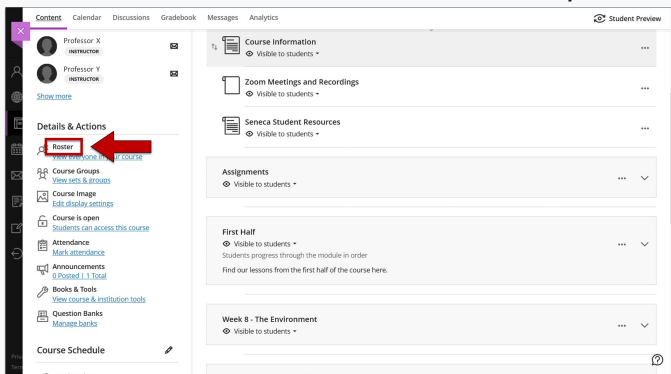 Content Calendar Discussions Gradebook Messages Analytics Student Preview
Professor X
INSTRUCTOR
Professor Y
INSTRUCTOR
Show more
Details & Actions
Roster
View everyone in your course
Course Groups
View sets & groups
Course Image
Edit display settings
Course is open
Students can access this course
Attendance
Mark attendance
Announcements
0 Posted | 1 Total
Books & Tools
View course & institution tools
Question Banks
Manage banks
Course Schedule
Course Information
Visible to students
Zoom Meetings and Recordings
Visible to students
Seneca Student Resources
Visible to students
Assignments
Visible to students
First Half
Visible to students
Students progress through the module in order
Find our lessons from the first half of the course here.
Week 8 - The Environment
Visible to students